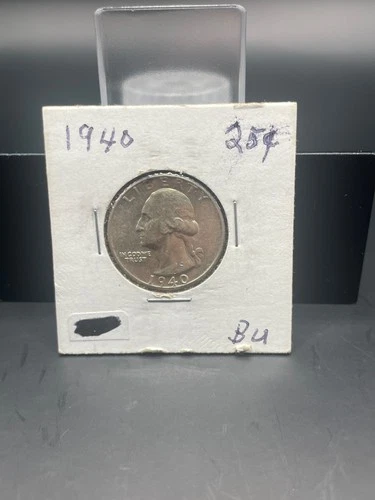 1940 25¢
LIBERTY
IN GOD WE
TRUST
1940
BU